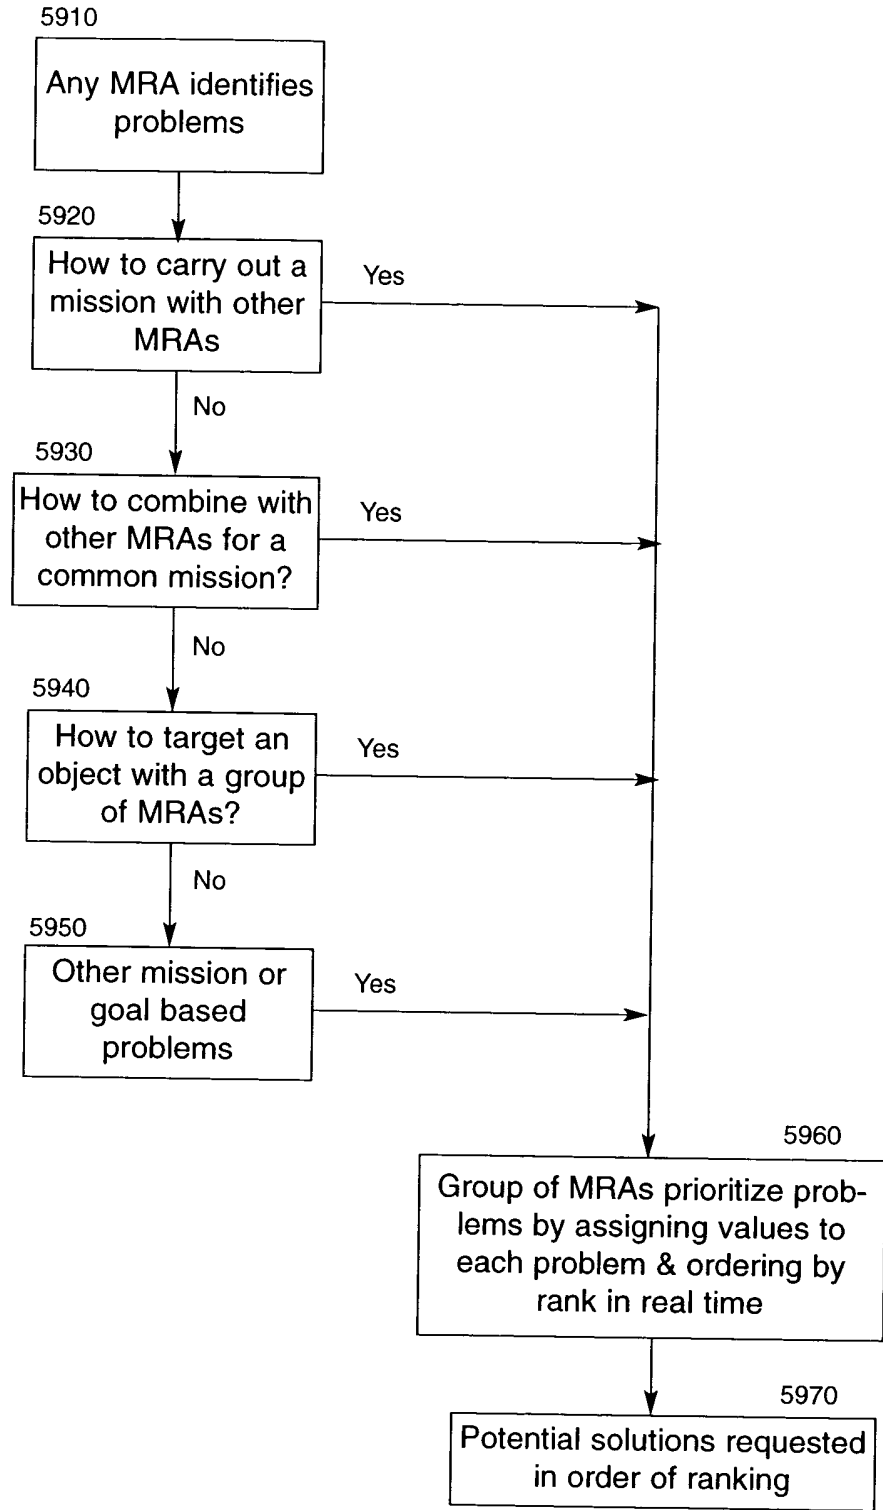 5910
Any MRA identifies
problems
5920
How to carry out a
mission with other
MRAs
Yes
No
5930
How to combine with
other MRAs for a
common mission?
Yes
No
5940
How to target an
object with a group
of MRAs?
Yes
No
5950
Other mission or
goal based
problems
Yes
5960
Group of MRAs prioritize prob-
lems by assigning values to
each problem & ordering by
rank in real time
5970
Potential solutions requested
in order of ranking